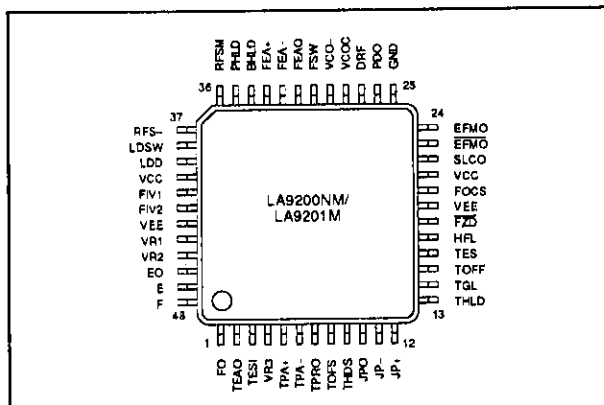 RFSM PHLD BHLD FEA+ FEA- FEAO FSW VCO- VCOC DRF PDO GND
36 25
37 24
RFS-
LDSW
LDD
VCC
FIV1
FIV2
VEE
VR1
VR2
EO
E
F
48
LA9200NM/
LA9201M
EFMO
EFMO
SLCO
VCC
FOCS
VEE
FZD
HFL
TES
TOFF
TGL
THLD
13
1 12
FO TEAO TESI VR3 TPA+ TPA- TPRO TOFS THDS JPO JP- JP+